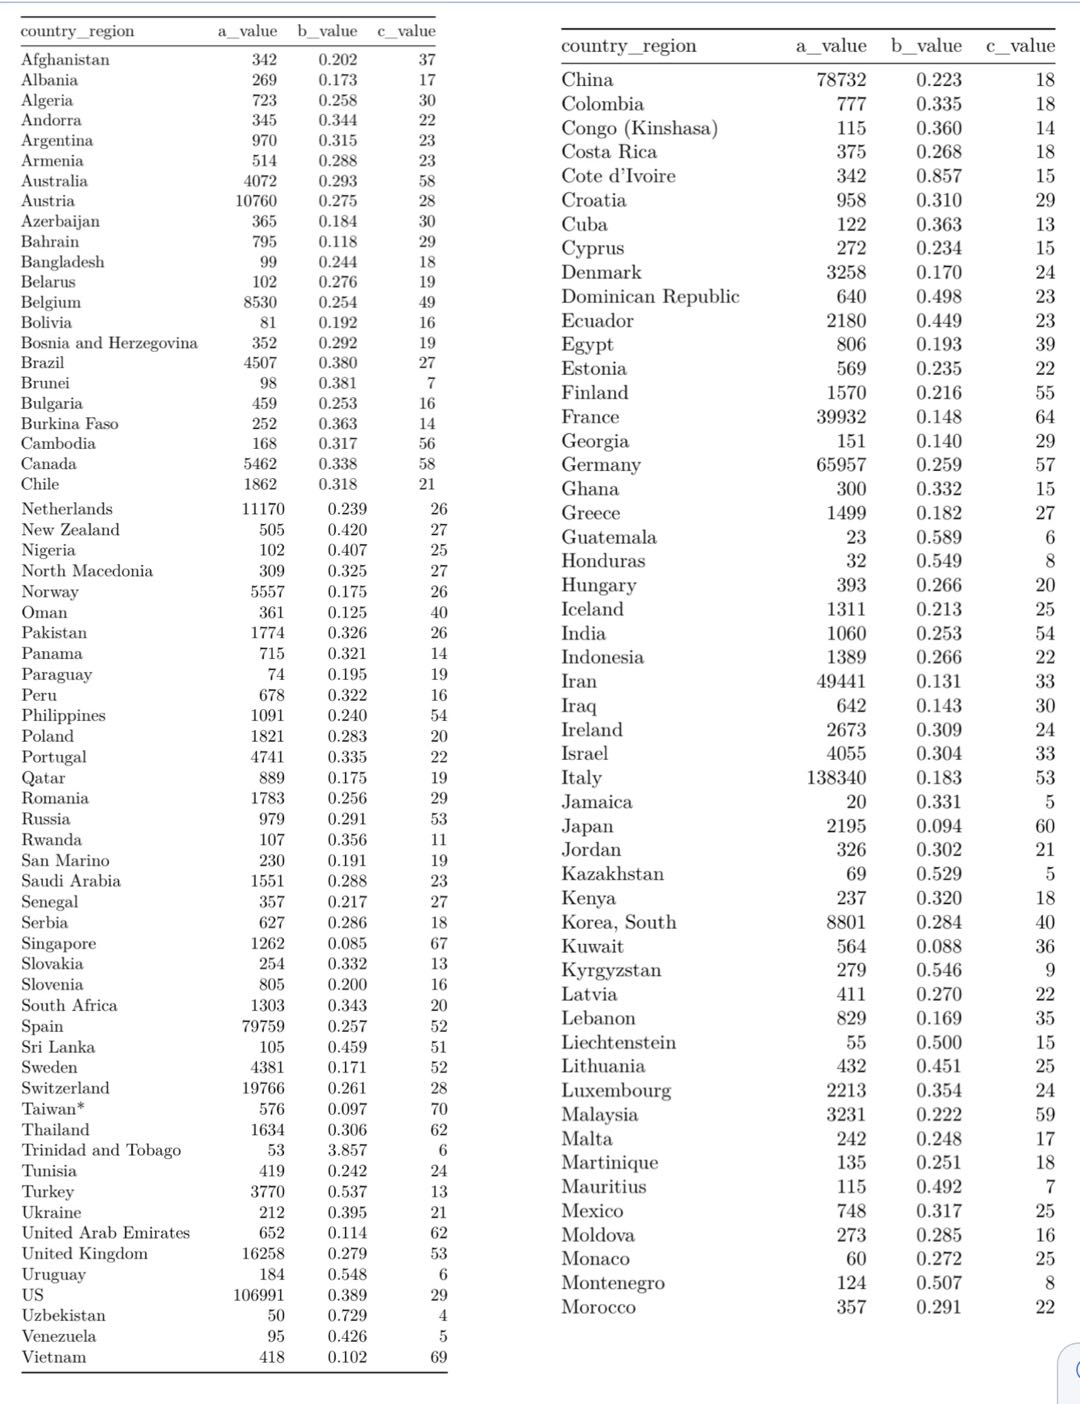 country_region a_value b_value c_value
Afghanistan 342 0.202 37
Albania 269 0.173 17
Algeria 723 0.258 30
Andorra 345 0.344 22
Argentina 970 0.315 23
Armenia 514 0.288 23
Australia 4072 0.293 58
Austria 10760 0.275 28
Azerbaijan 365 0.184 30
Bahrain 795 0.118 29
Bangladesh 99 0.244 18
Belarus 102 0.276 19
Belgium 8530 0.254 49
Bolivia 81 0.192 16
Bosnia and Herzegovina 352 0.292 19
Brazil 4507 0.380 27
Brunei 98 0.381 7
Bulgaria 459 0.253 16
Burkina Faso 252 0.363 14
Cambodia 168 0.317 56
Canada 5462 0.338 58
Chile 1862 0.318 21
Netherlands 11170 0.239 26
New Zealand 505 0.420 27
Nigeria 102 0.407 25
North Macedonia 309 0.325 27
Norway 5557 0.175 26
Oman 361 0.125 40
Pakistan 1774 0.326 26
Panama 715 0.321 14
Paraguay 74 0.195 19
Peru 678 0.322 16
Philippines 1091 0.240 54
Poland 1821 0.283 20
Portugal 4741 0.335 22
Qatar 889 0.175 19
Romania 1783 0.256 29
Russia 979 0.291 53
Rwanda 107 0.356 11
San Marino 230 0.191 19
Saudi Arabia 1551 0.288 23
Senegal 357 0.217 27
Serbia 627 0.286 18
Singapore 1262 0.085 67
Slovakia 254 0.332 13
Slovenia 805 0.200 16
South Africa 1303 0.343 20
Spain 79759 0.257 52
Sri Lanka 105 0.459 51
Sweden 4381 0.171 52
Switzerland 19766 0.261 28
Taiwan* 576 0.097 70
Thailand 1634 0.306 62
Trinidad and Tobago 53 3.857 6
Tunisia 419 0.242 24
Turkey 3770 0.537 13
Ukraine 212 0.395 21
United Arab Emirates 652 0.114 62
United Kingdom 16258 0.279 53
Uruguay 184 0.548 6
US 106991 0.389 29
Uzbekistan 50 0.729 4
Venezuela 95 0.426 5
Vietnam 418 0.102 69
country_region a_value b_value c_value
China 78732 0.223 18
Colombia 777 0.335 18
Congo (Kinshasa) 115 0.360 14
Costa Rica 375 0.268 18
Cote d'Ivoire 342 0.857 15
Croatia 958 0.310 29
Cuba 122 0.363 13
Cyprus 272 0.234 15
Denmark 3258 0.170 24
Dominican Republic 640 0.498 23
Ecuador 2180 0.449 23
Egypt 806 0.193 39
Estonia 569 0.235 22
Finland 1570 0.216 55
France 39932 0.148 64
Georgia 151 0.140 29
Germany 65957 0.259 57
Ghana 300 0.332 15
Greece 1499 0.182 27
Guatemala 23 0.589 6
Honduras 32 0.549 8
Hungary 393 0.266 20
Iceland 1311 0.213 25
India 1060 0.253 54
Indonesia 1389 0.266 22
Iran 49441 0.131 33
Iraq 642 0.143 30
Ireland 2673 0.309 24
Israel 4055 0.304 33
Italy 138340 0.183 53
Jamaica 20 0.331 5
Japan 2195 0.094 60
Jordan 326 0.302 21
Kazakhstan 69 0.529 5
Kenya 237 0.320 18
Korea, South 8801 0.284 40
Kuwait 564 0.088 36
Kyrgyzstan 279 0.546 9
Latvia 411 0.270 22
Lebanon 829 0.169 35
Liechtenstein 55 0.500 15
Lithuania 432 0.451 25
Luxembourg 2213 0.354 24
Malaysia 3231 0.222 59
Malta 242 0.248 17
Martinique 135 0.251 18
Mauritius 115 0.492 7
Mexico 748 0.317 25
Moldova 273 0.285 16
Monaco 60 0.272 25
Montenegro 124 0.507 8
Morocco 357 0.291 22